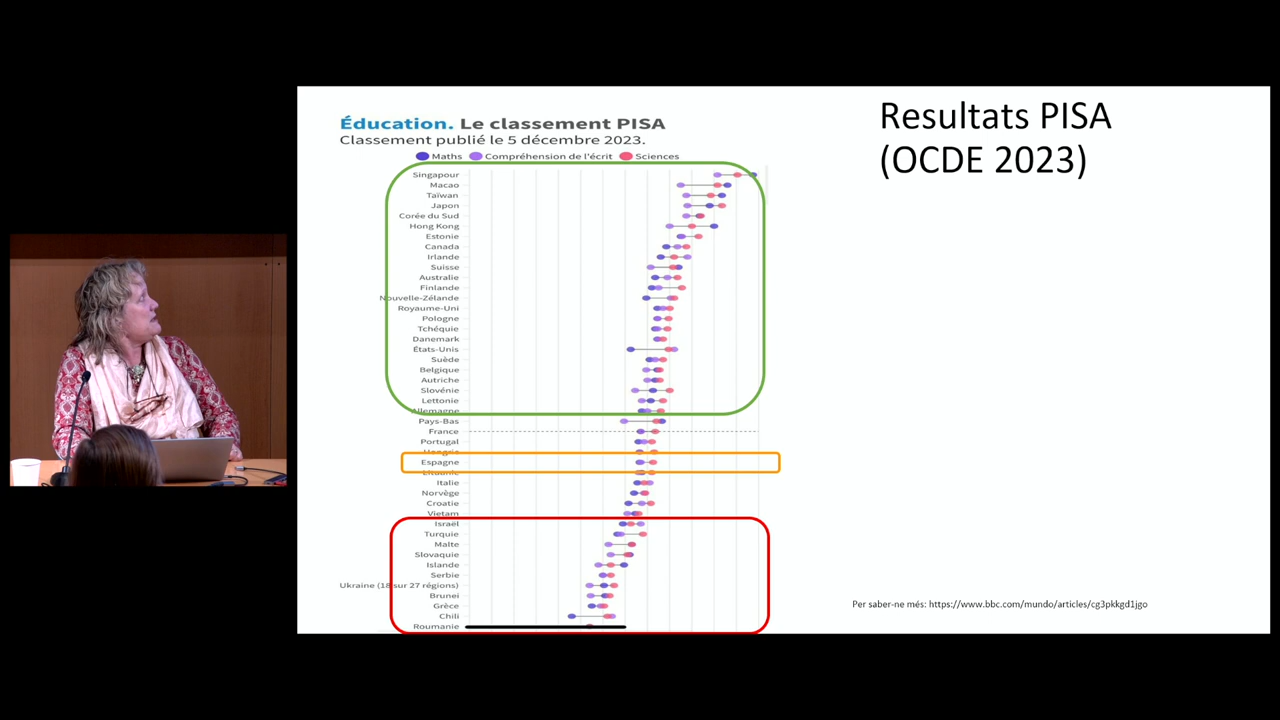 Éducation. Le classement PISA
Classement publié le 5 décembre 2023.
Maths Compréhension de l'écrit Sciences
Singapour
Macao
Taïwan
Japon
Corée du Sud
Hong Kong
Estonie
Canada
Irlande
Suisse
Australie
Finlande
Nouvelle-Zélande
Royaume-Uni
Pologne
Tchéquie
Danemark
États-Unis
Suède
Belgique
Autriche
Slovénie
Lettonie
Allemagne
Pays-Bas
France
Portugal
Hongrie
Espagne
Lituanie
Italie
Norvège
Croatie
Vietam
Israël
Turquie
Malte
Slovaquie
Islande
Serbie
Ukraine (18 sur 27 régions)
Brunei
Grèce
Chili
Roumanie
Resultats PISA
(OCDE 2023)
Per saber-ne més: https://www.bbc.com/mundo/articles/cg3pkkgd1jgo